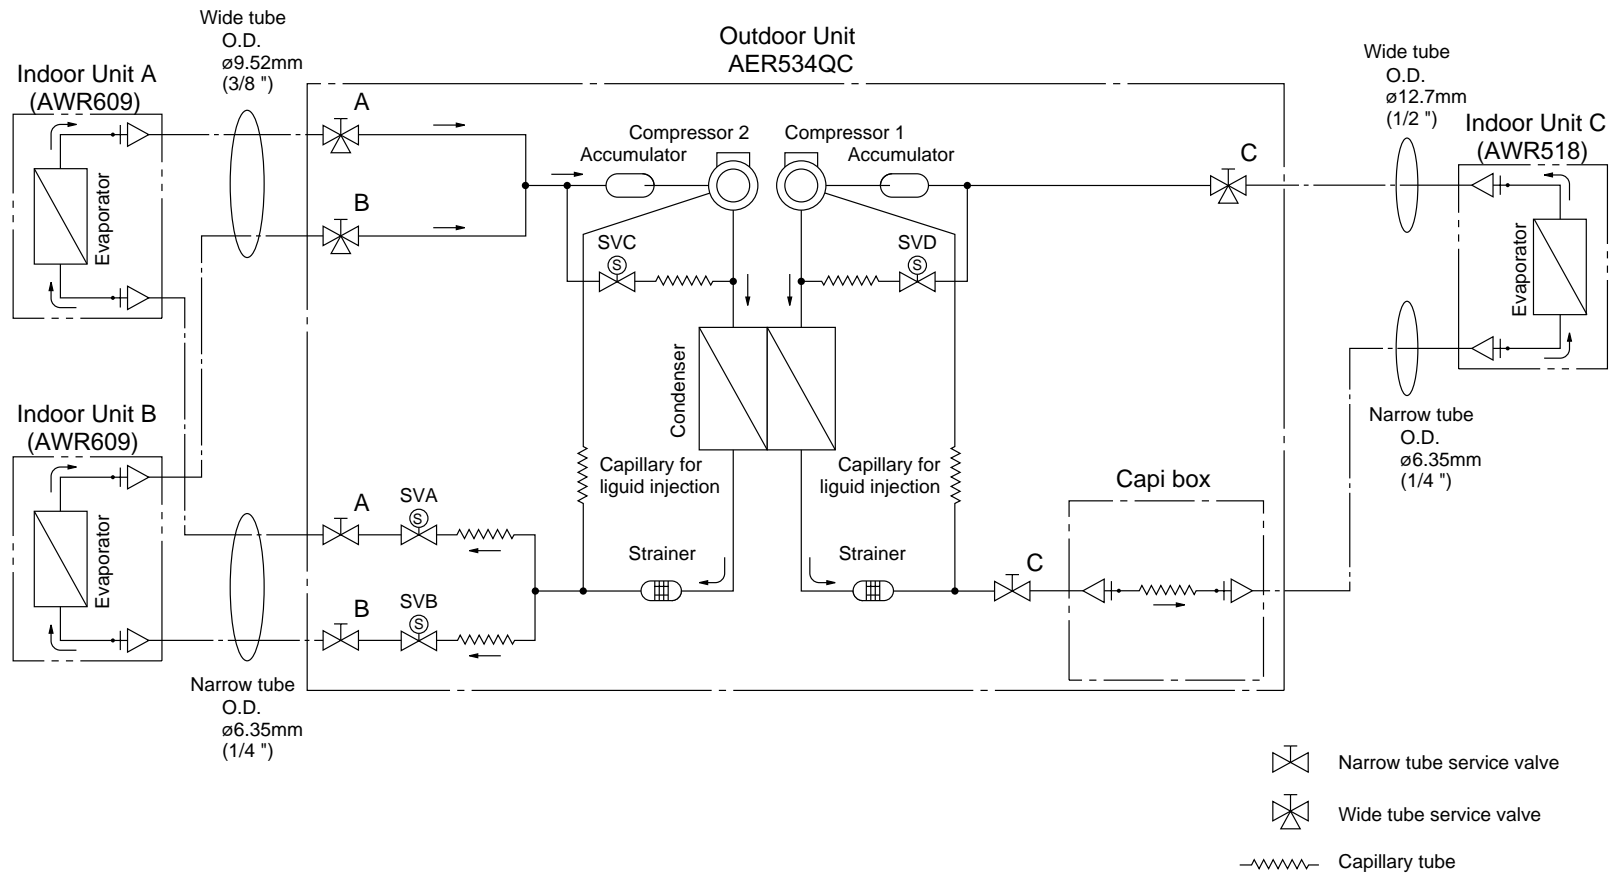 Wide tube
O.D.
ø9.52mm
(3/8 ")
Outdoor Unit
AER534QC
Wide tube
O.D.
ø12.7mm
(1/2 ")
Indoor Unit A
(AWR609)
Evaporator
A
B
Compressor 2
Accumulator
Compressor 1
Accumulator
C
Indoor Unit C
(AWR518)
Evaporator
SVC
S
SVD
S
Condenser
Indoor Unit B
(AWR609)
Evaporator
Capillary for
liguid injection
Capillary for
liguid injection
Narrow tube
O.D.
ø6.35mm
(1/4 ")
Capi box
A
SVA
S
B
SVB
S
Strainer
Strainer
C
Narrow tube
O.D.
ø6.35mm
(1/4 ")
Narrow tube service valve
Wide tube service valve
Capillary tube